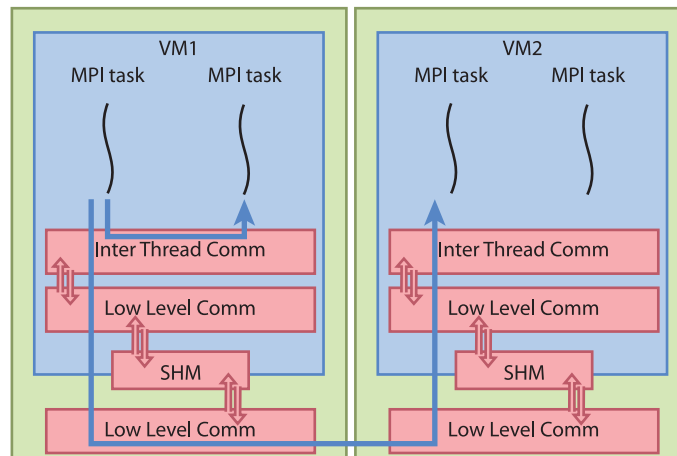 VM1
MPI task MPI task
Inter Thread Comm
Low Level Comm
SHM
Low Level Comm
VM2
MPI task MPI task
Inter Thread Comm
Low Level Comm
SHM
Low Level Comm